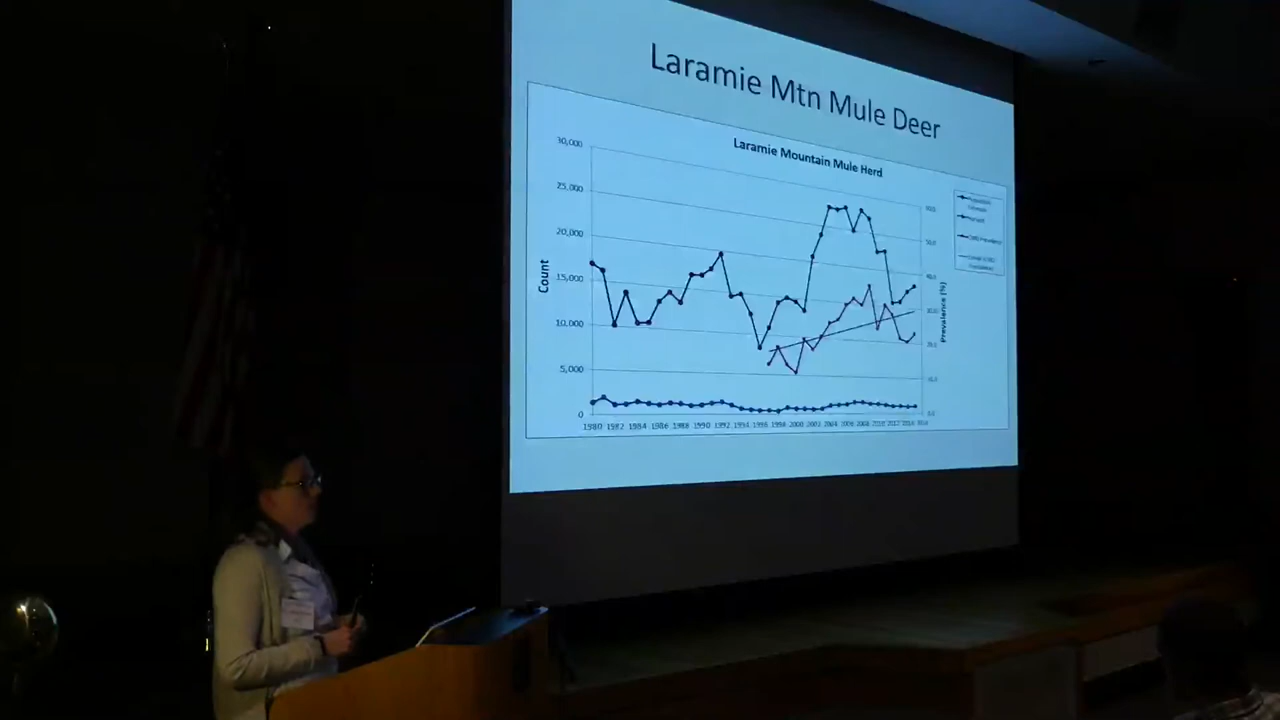 Laramie Mtn Mule Deer
Laramie Mountain Mule Herd
30,000
25,000
20,000
15,000
10,000
5,000
0
Count
Prevalence (%)
1980 1982 1984 1986 1988 1990 1992 1994 1996 1998 2000 2002 2004 2006 2008 2010 2012 2014